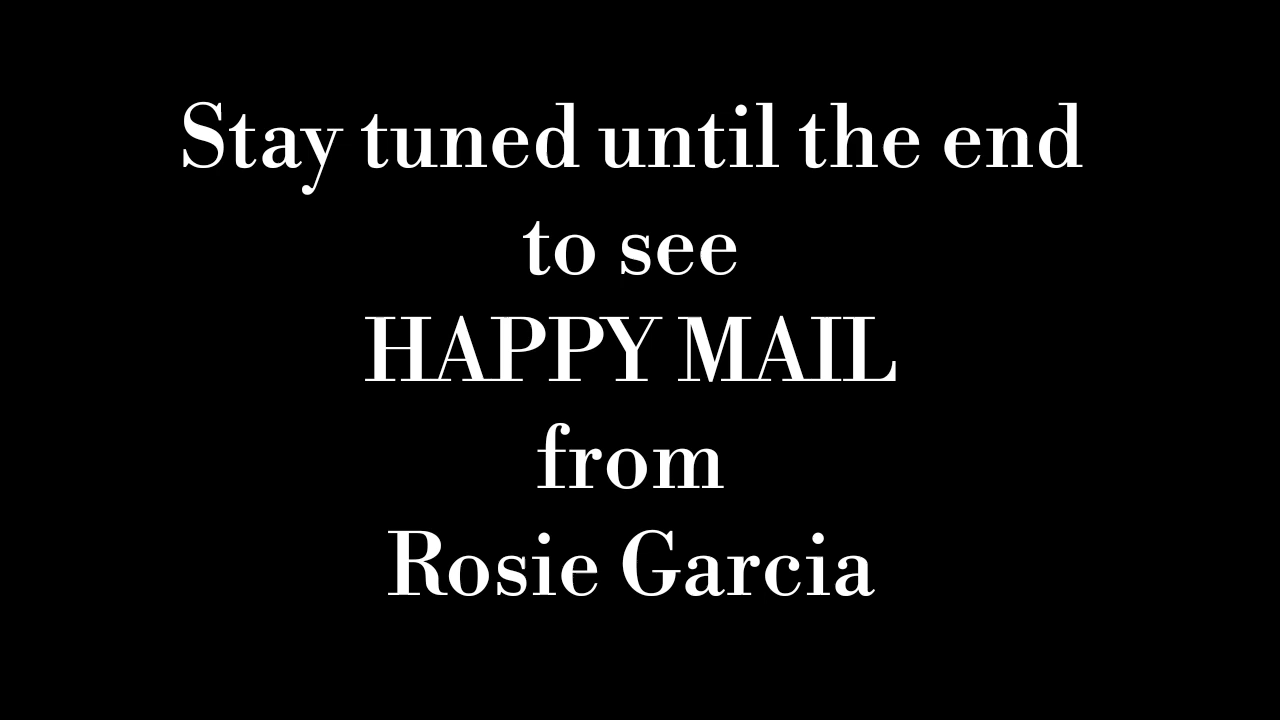 Stay tuned until the end
to see
HAPPY MAIL
from
Rosie Garcia